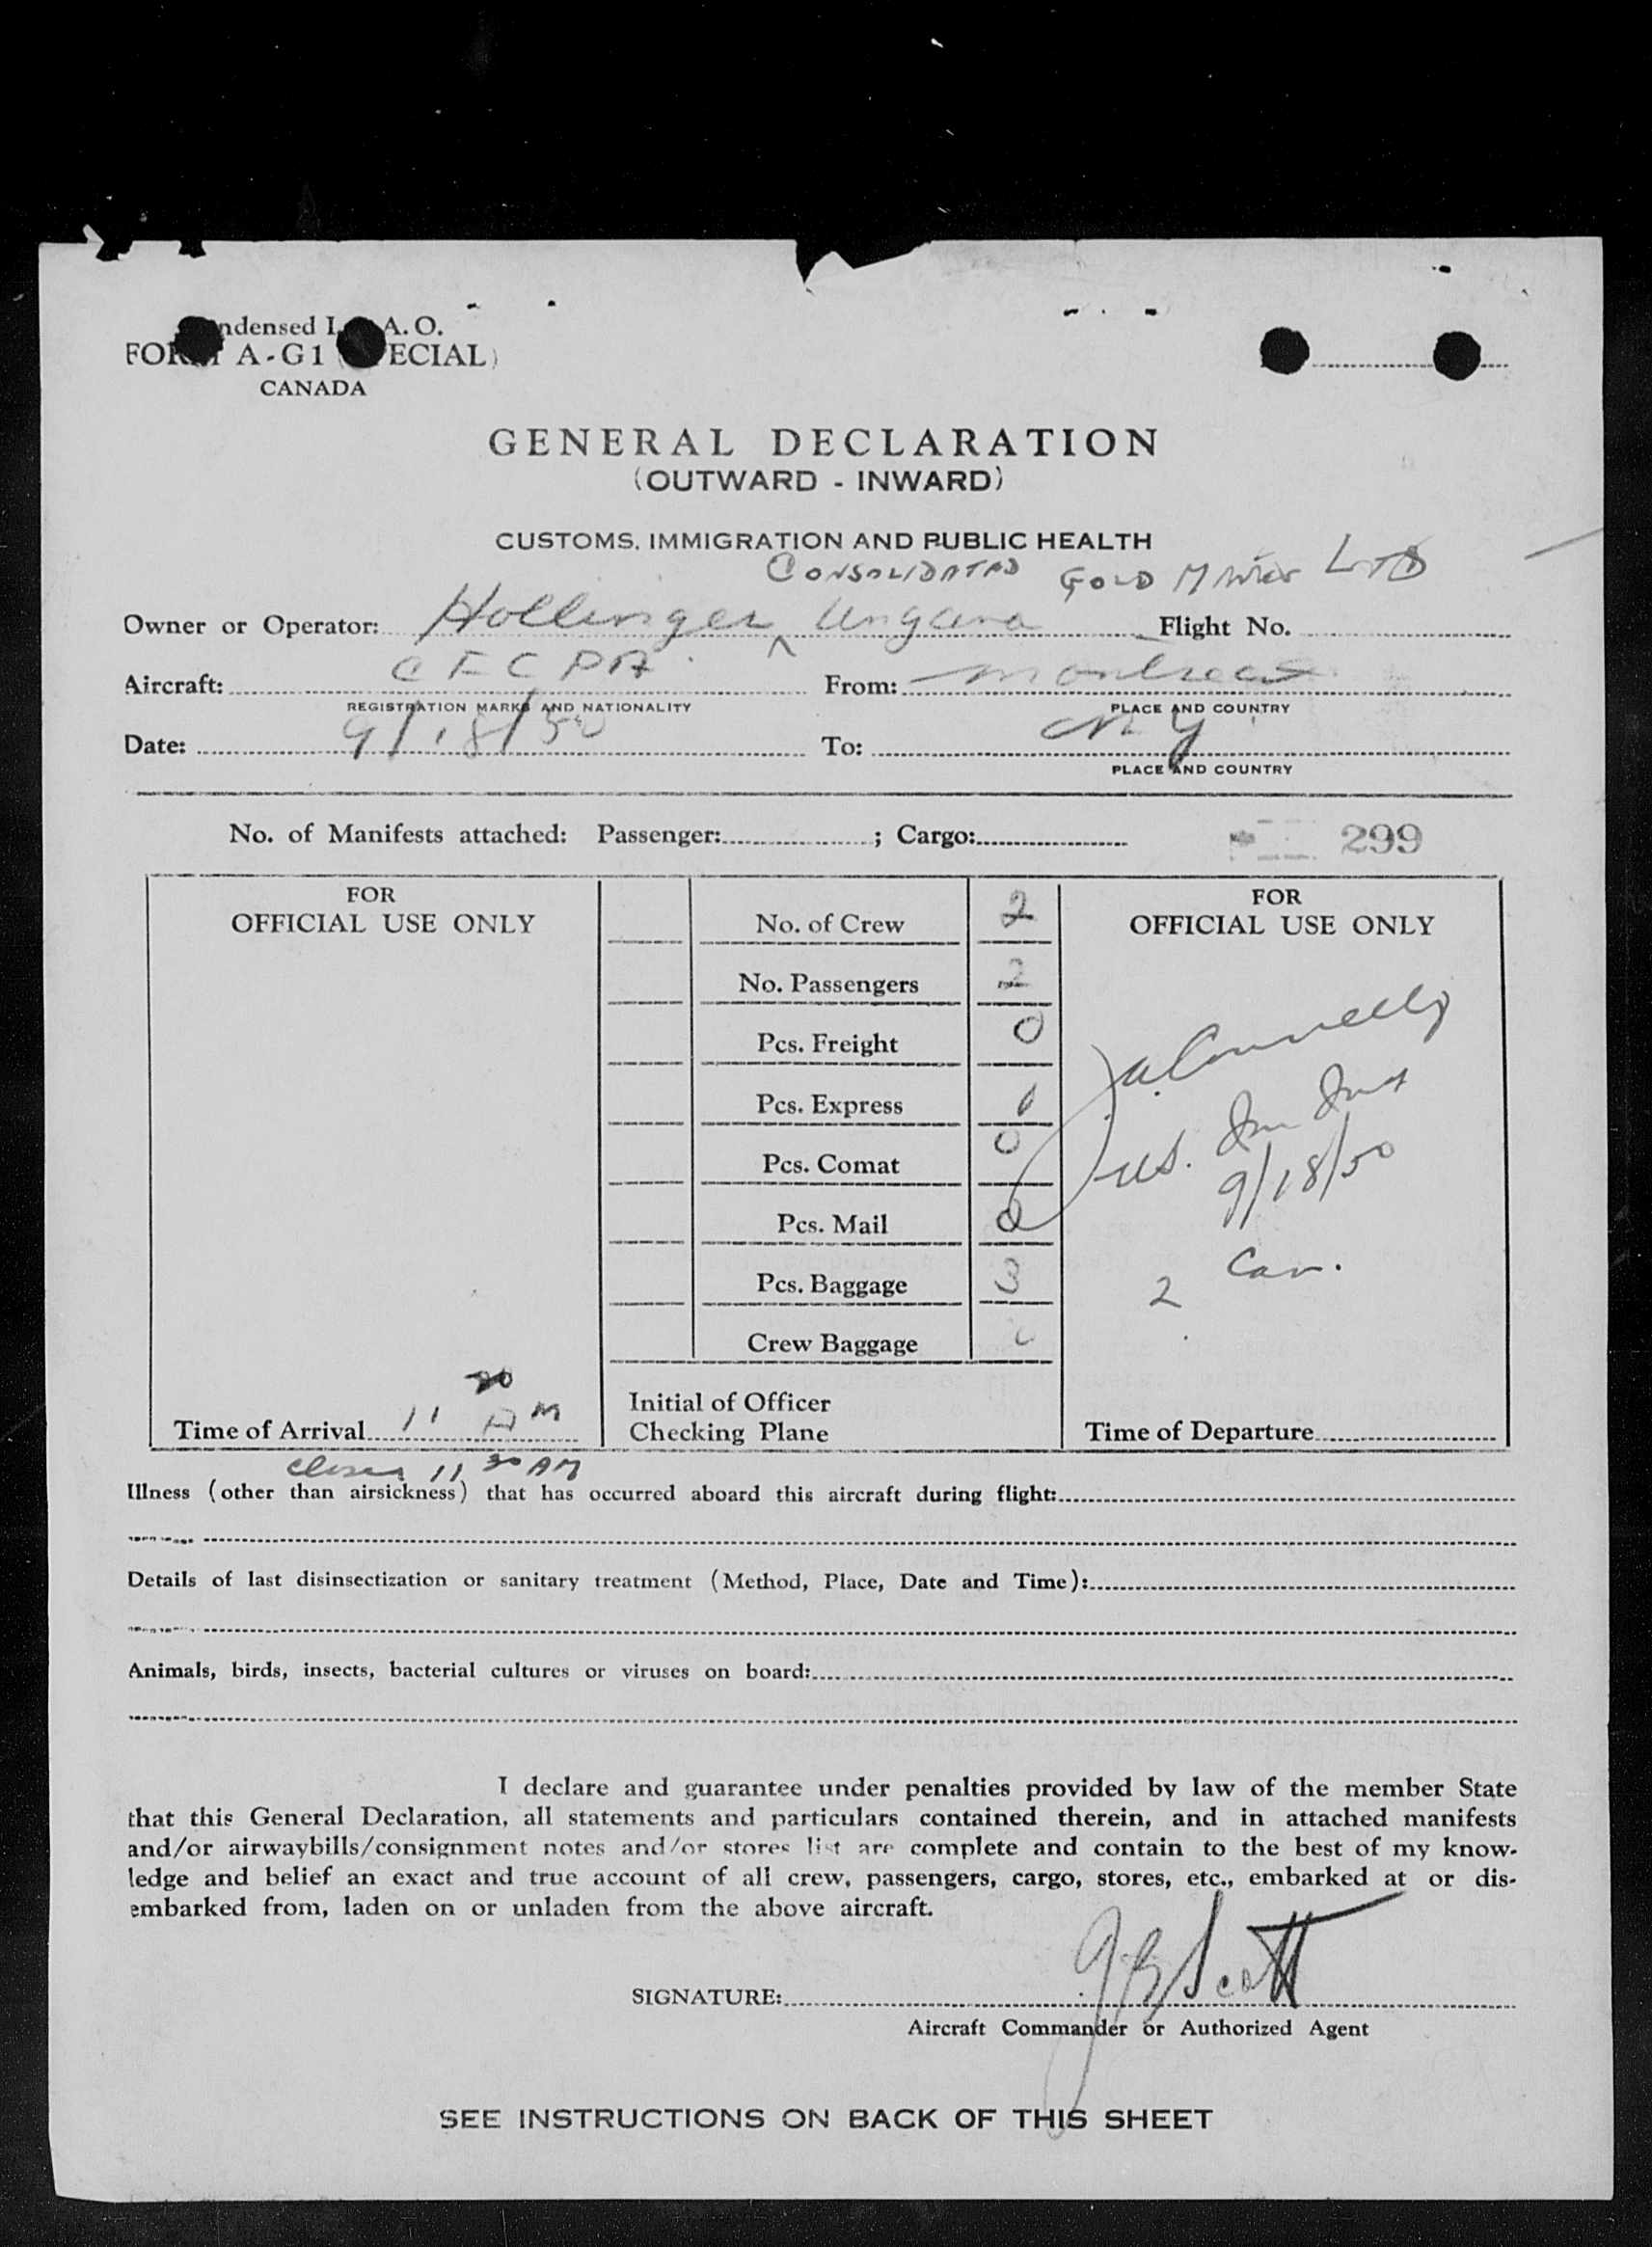 ndensed I. A. O.
FORM A-G1 (SPECIAL)
CANADA
GENERAL DECLARATION
(OUTWARD - INWARD)
CUSTOMS, IMMIGRATION AND PUBLIC HEALTH
CONSOLIDATED GOLD MINES LTD
Owner or Operator: Hollinger ^ Ungava Flight No.
Aircraft: CFCPA From: Montreal
REGISTRATION MARKS AND NATIONALITY PLACE AND COUNTRY
Date: 9/18/50 To: N Y
PLACE AND COUNTRY
No. of Manifests attached: Passenger: ; Cargo: 299
FOR
OFFICIAL USE ONLY
No. of Crew 2
No. Passengers 2
Pcs. Freight 0
Pcs. Express 0
Pcs. Comat 0
Pcs. Mail 0
Pcs. Baggage 3
Crew Baggage
Initial of Officer
Checking Plane
FOR
OFFICIAL USE ONLY
J.A. Connelly
U.S. Im Ins
9/18/50
2 Can.
Time of Arrival 11 20 AM
Time of Departure
Closed 11 30 AM
Illness (other than airsickness) that has occurred aboard this aircraft during flight:
Details of last disinsectization or sanitary treatment (Method, Place, Date and Time):
Animals, birds, insects, bacterial cultures or viruses on board:
I declare and guarantee under penalties provided by law of the member State
that this General Declaration, all statements and particulars contained therein, and in attached manifests
and/or airwaybills/consignment notes and/or stores list are complete and contain to the best of my know-
ledge and belief an exact and true account of all crew, passengers, cargo, stores, etc., embarked at or dis-
embarked from, laden on or unladen from the above aircraft.
SIGNATURE: J B Scott
Aircraft Commander or Authorized Agent
SEE INSTRUCTIONS ON BACK OF THIS SHEET